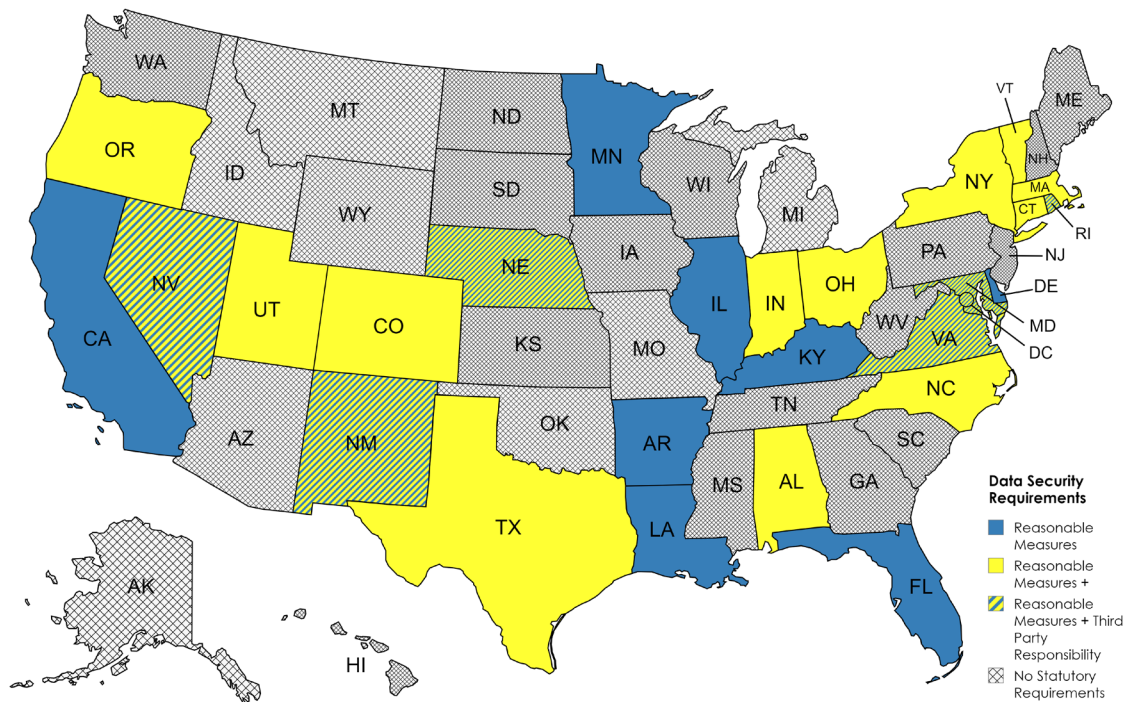 WA
MT
ND
MN
ME
VT
OR
ID
SD
WI
MI
NY
NH
MA
CT
RI
WY
IA
PA
NJ
NE
NV
UT
CO
IL
IN
OH
DE
MD
DC
CA
KS
MO
WV
VA
KY
NC
AZ
NM
OK
AR
TN
SC
MS
AL
GA
TX
LA
FL
AK
HI
Data Security
Requirements
Reasonable
Measures
Reasonable
Measures +
Reasonable
Measures + Third
Party
Responsibility
No Statutory
Requirements